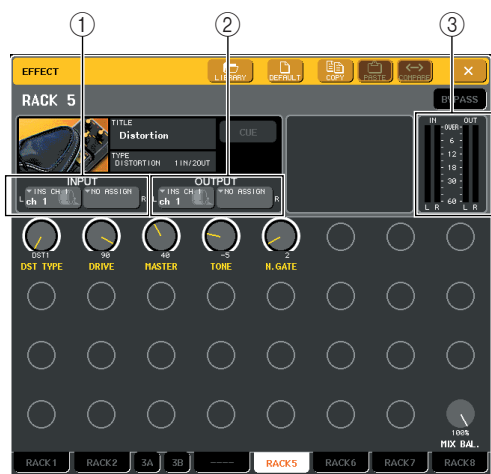 ① ② ③
EFFECT LIBRARY DEFAULT COPY PASTE COMPARE ×
RACK 5 BYPASS
TITLE
Distortion
CUE
TYPE
DISTORTION 1IN/2OUT
IN OUT
OVER
6
12
18
30
60
L R L R
INPUT OUTPUT
L INS CH 1 ch 1 NO ASSIGN R L INS CH 1 ch 1 NO ASSIGN R
DST1 90 40 -5 2
DST TYPE DRIVE MASTER TONE N.GATE
100%
MIX BAL.
RACK1 RACK2 3A 3B ---- RACK5 RACK6 RACK7 RACK8